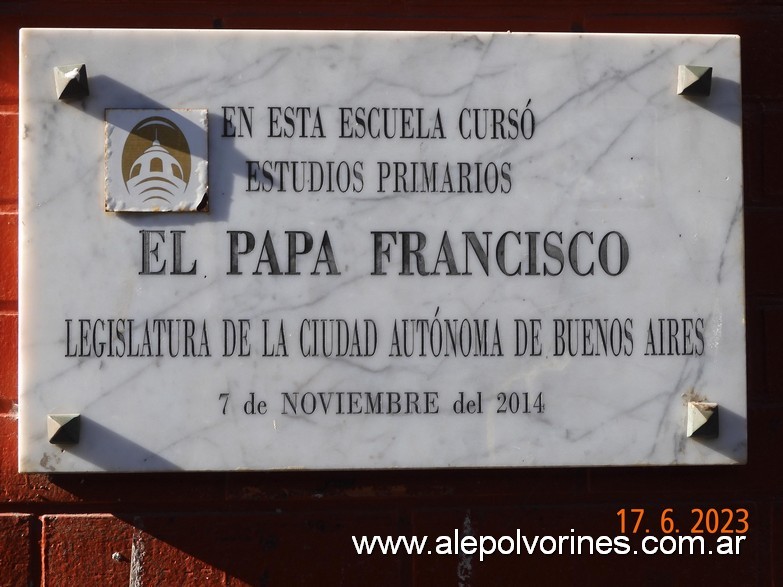 EN ESTA ESCUELA CURSÓ
ESTUDIOS PRIMARIOS
EL PAPA FRANCISCO
LEGISLATURA DE LA CIUDAD AUTÓNOMA DE BUENOS AIRES
7 de NOVIEMBRE del 2014
17. 6. 2023
www.alepolvorines.com.ar